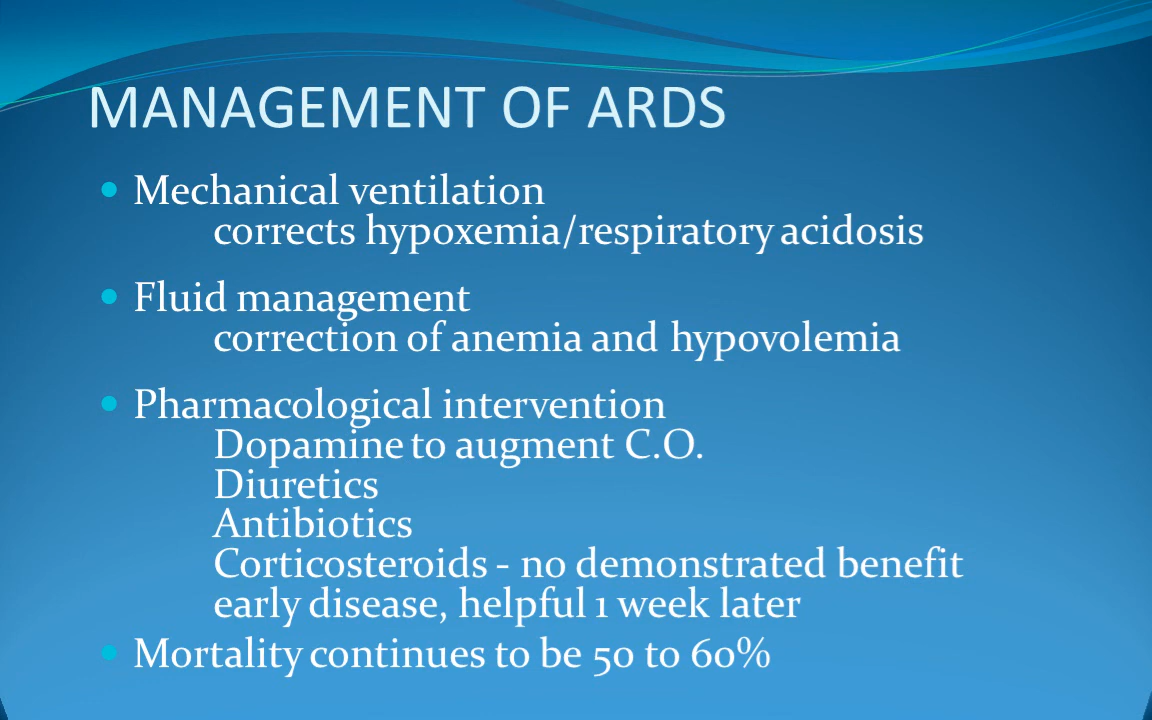 MANAGEMENT OF ARDS
• Mechanical ventilation
corrects hypoxemia/respiratory acidosis
• Fluid management
correction of anemia and hypovolemia
• Pharmacological intervention
Dopamine to augment C.O.
Diuretics
Antibiotics
Corticosteroids - no demonstrated benefit
early disease, helpful 1 week later
• Mortality continues to be 50 to 60%